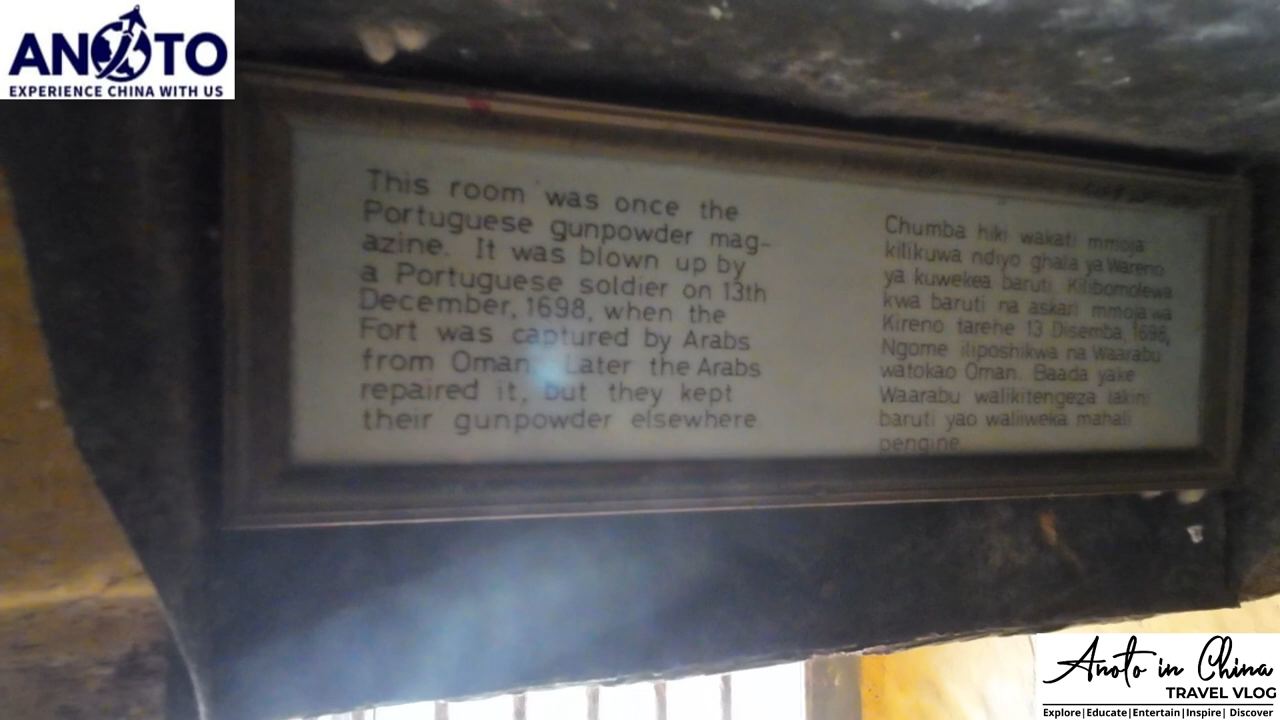 ANOTO
EXPERIENCE CHINA WITH US
This room was once the
Portuguese gunpowder mag-
azine. It was blown up by
a Portuguese soldier on 13th
December, 1698, when the
Fort was captured by Arabs
from Oman. Later the Arabs
repaired it, but they kept
their gunpowder elsewhere.
Chumba hiki wakati mmoja
kilikuwa ndiyo ghala ya Wareno
ya kuwekea baruti. Kilibomolewa
kwa baruti na askari mmoja wa
Kireno tarehe 13 Disemba, 1698,
Ngome iliposhikwa na Waarabu
watokao Oman. Baada yake
Waarabu walikitengeza lakini
baruti yao waliiweka mahali
pengine.
Anoto in China
TRAVEL VLOG
Explore|Educate|Entertain|Inspire| Discover